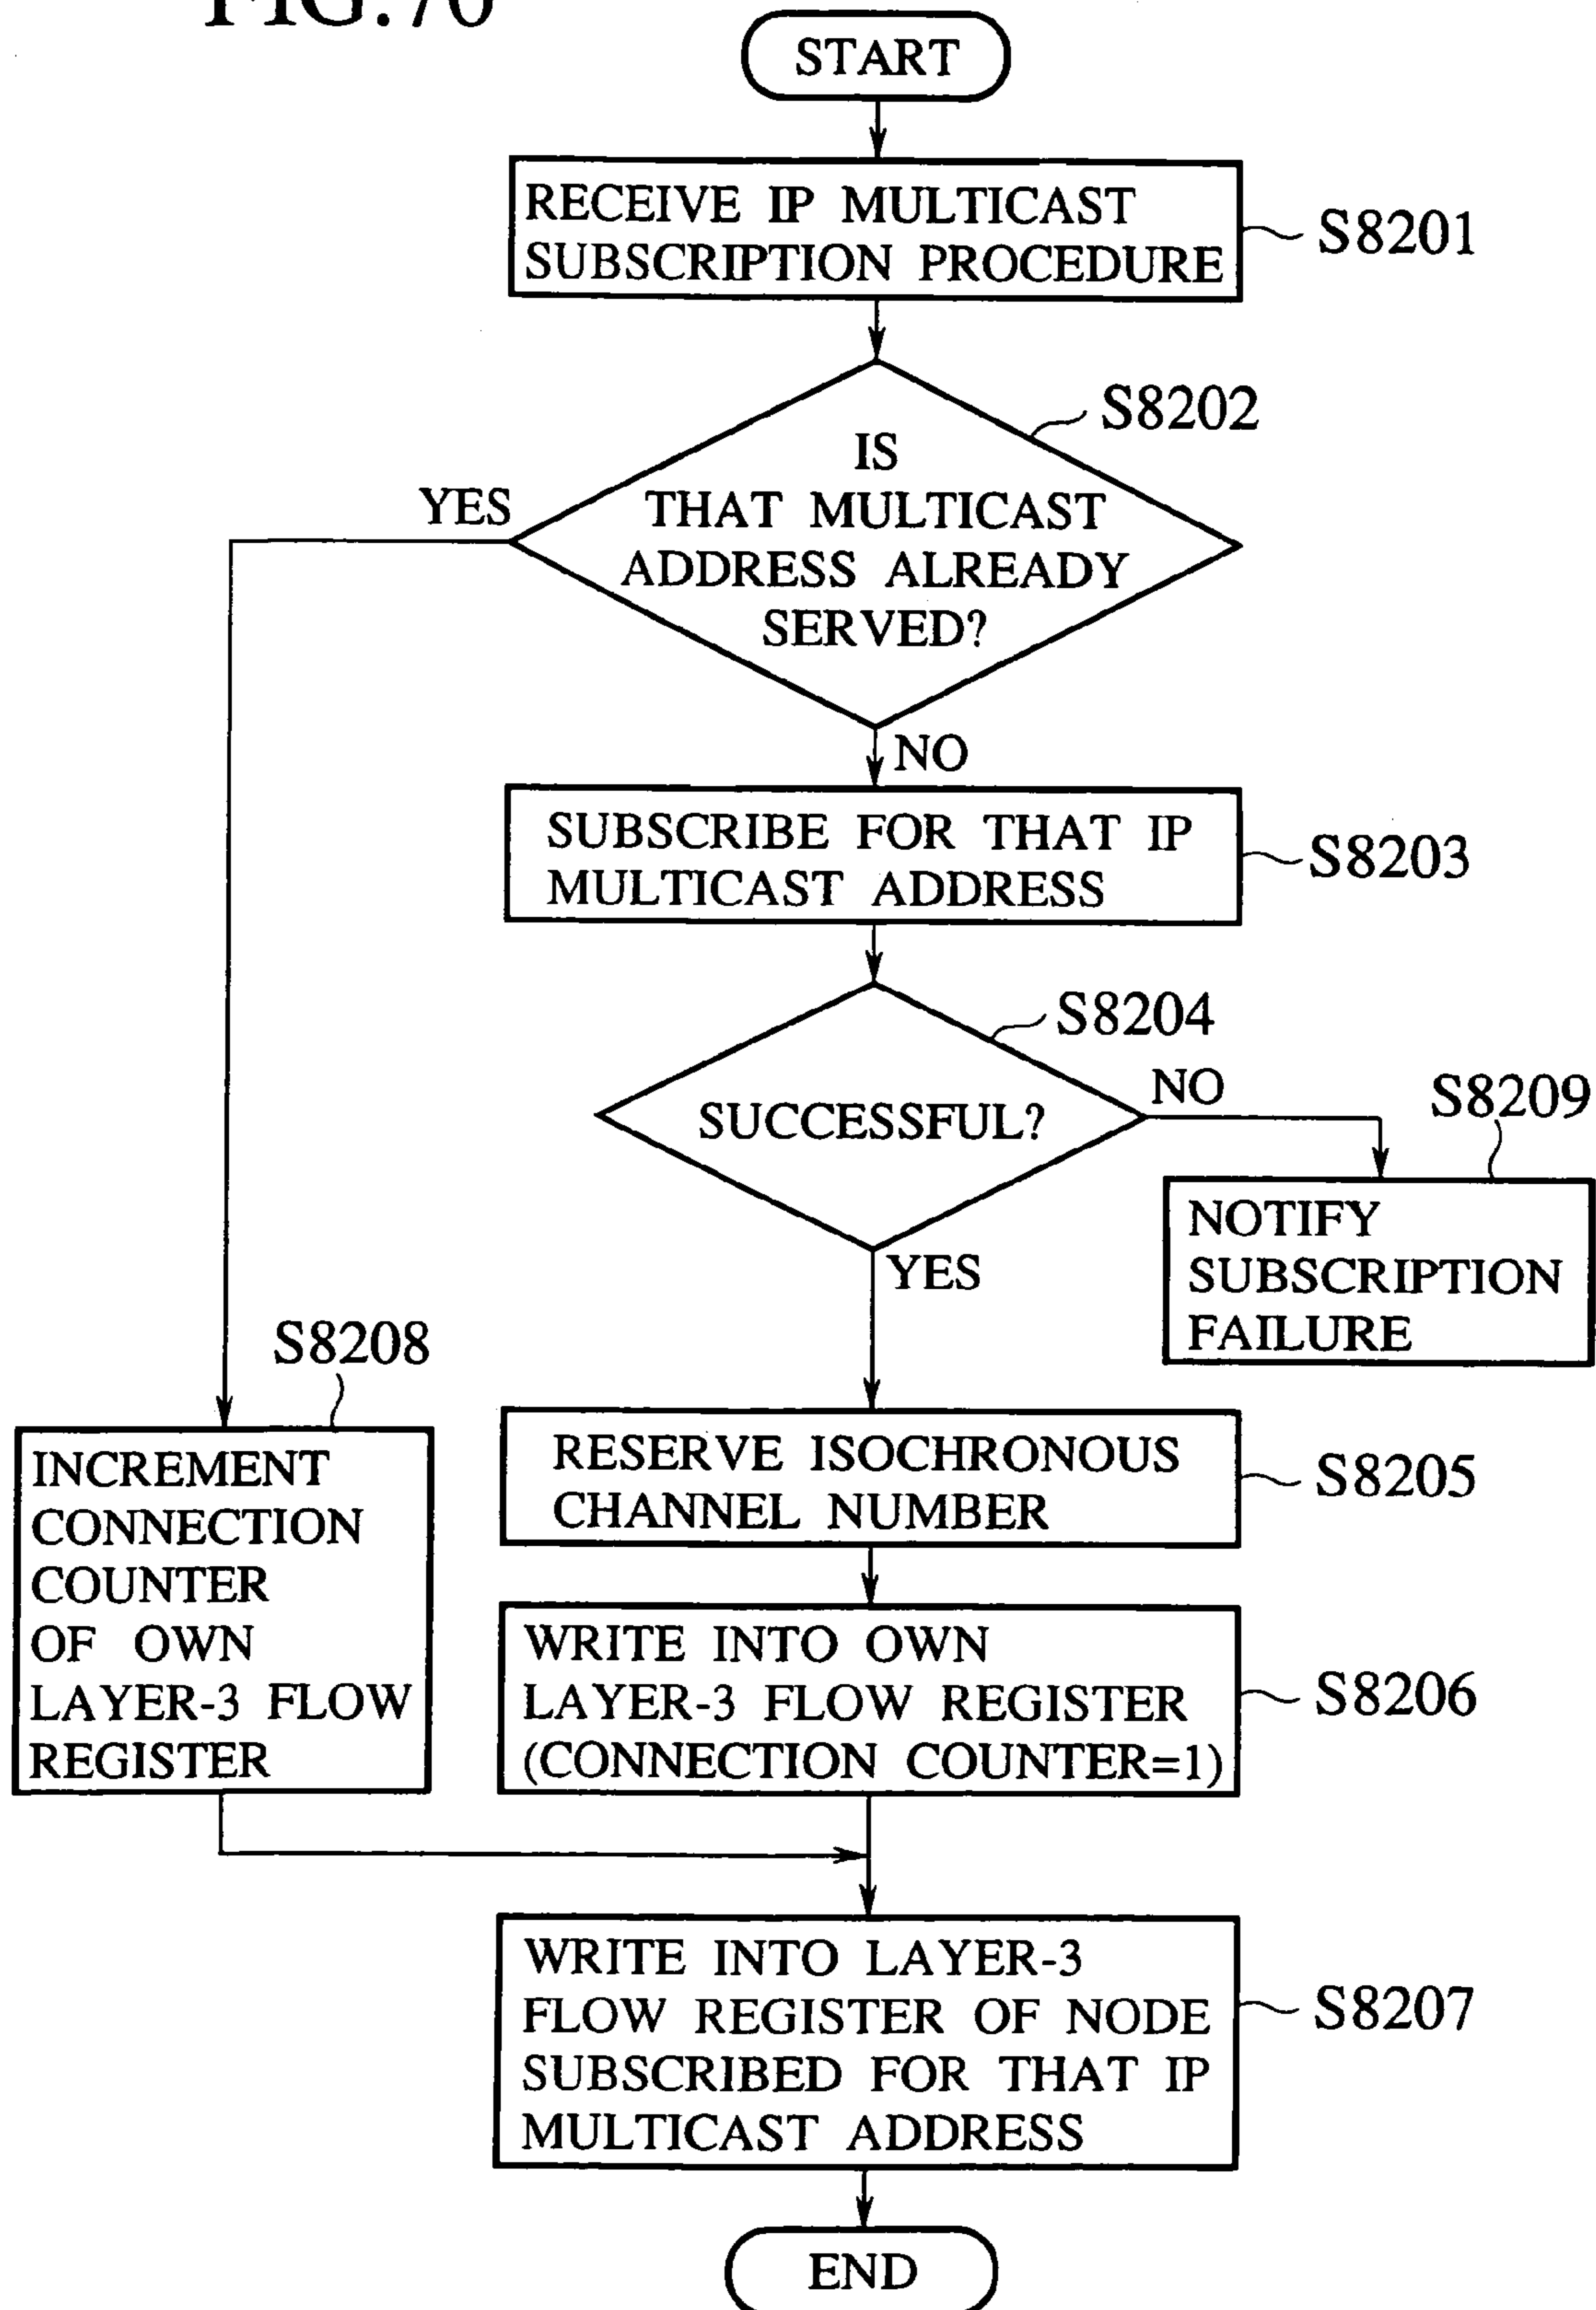 START
RECEIVE IP MULTICAST
SUBSCRIPTION PROCEDURE
S8201
S8202
IS
THAT MULTICAST
ADDRESS ALREADY
SERVED?
YES
NO
SUBSCRIBE FOR THAT IP
MULTICAST ADDRESS
S8203
S8204
SUCCESSFUL?
NO
S8209
NOTIFY
SUBSCRIPTION
FAILURE
YES
S8208
INCREMENT
CONNECTION
COUNTER
OF OWN
LAYER-3 FLOW
REGISTER
RESERVE ISOCHRONOUS
CHANNEL NUMBER
S8205
WRITE INTO OWN
LAYER-3 FLOW REGISTER
(CONNECTION COUNTER=1)
S8206
WRITE INTO LAYER-3
FLOW REGISTER OF NODE
SUBSCRIBED FOR THAT IP
MULTICAST ADDRESS
S8207
END